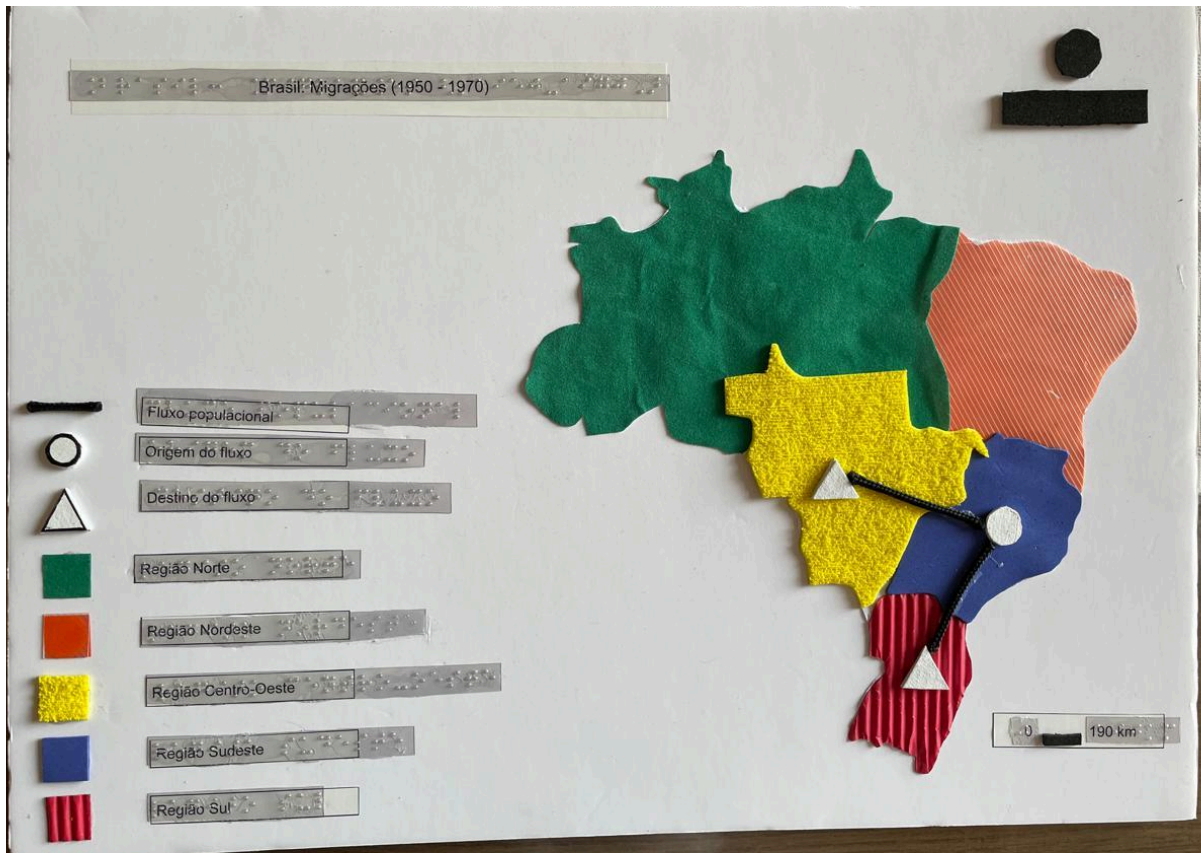 Brasil: Migrações (1950 - 1970)
Fluxo populacional
Origem do fluxo
Destino do fluxo
Região Norte
Região Nordeste
Região Centro-Oeste
Região Sudeste
Região Sul
0 190 km